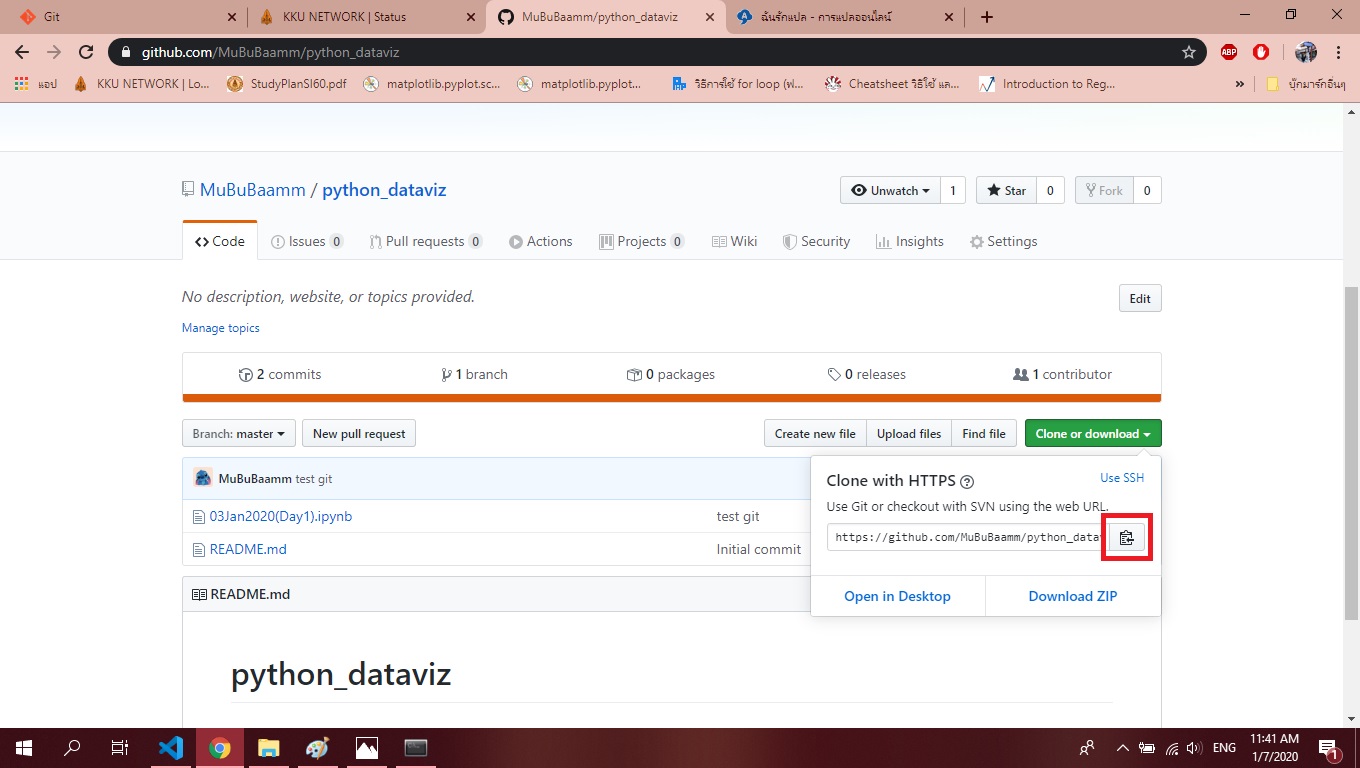 Git
KKU NETWORK | Status
MuBuBaamm/python_dataviz
ฉันรักแปล - การแปลออนไลน์
github.com/MuBuBaamm/python_dataviz
ABP
แอป
KKU NETWORK | Lo...
StudyPlanSI60.pdf
matplotlib.pyplot.sc...
matplotlib.pyplot...
วิธีการใช้ for loop (ฟ...
Cheatsheet วิธีใช้ แล...
Introduction to Reg...
»
บุ๊กมาร์กอื่นๆ
MuBuBaamm / python_dataviz
Unwatch 1
Star 0
Fork 0
Code
Issues 0
Pull requests 0
Actions
Projects 0
Wiki
Security
Insights
Settings
No description, website, or topics provided.
Edit
Manage topics
2 commits
1 branch
0 packages
0 releases
1 contributor
Branch: master
New pull request
Create new file
Upload files
Find file
Clone or download
MuBuBaamm test git
Clone with HTTPS
Use SSH
Use Git or checkout with SVN using the web URL.
03Jan2020(Day1).ipynb
test git
https://github.com/MuBuBaamm/python_data
README.md
Initial commit
README.md
Open in Desktop
Download ZIP
python_dataviz
ENG
11:41 AM
1/7/2020
1